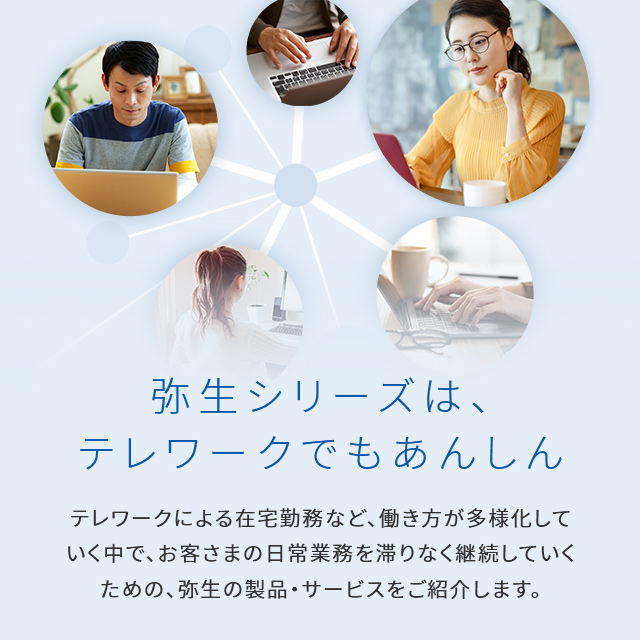 弥生シリーズは、
テレワークでもあんしん
テレワークによる在宅勤務など、働き方が多様化して
いく中で、お客さまの日常業務を滞りなく継続していく
ための、弥生の製品・サービスをご紹介します。